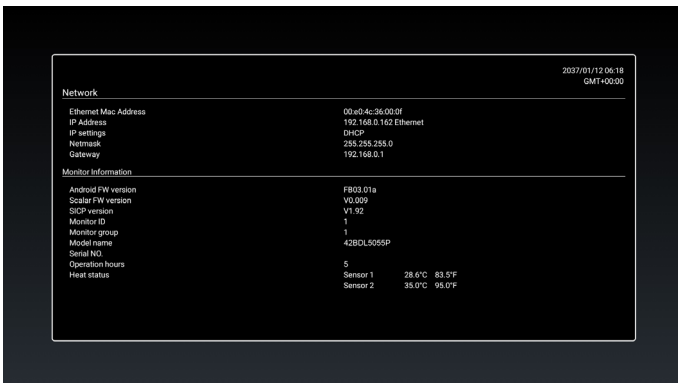 2037/01/12 06:18
GMT+00:00
Network
Ethernet Mac Address 00:e0:4c:36:00:0f
IP Address 192.168.0.162 Ethernet
IP settings DHCP
Netmask 255.255.255.0
Gateway 192.168.0.1
Monitor Information
Android FW version FB03.01a
Scalar FW version V0.009
SICP version V1.92
Monitor ID 1
Monitor group 1
Model name 42BDL5055P
Serial NO.
Operation hours 5
Heat status Sensor 1 28.6°C 83.5°F
Sensor 2 35.0°C 95.0°F